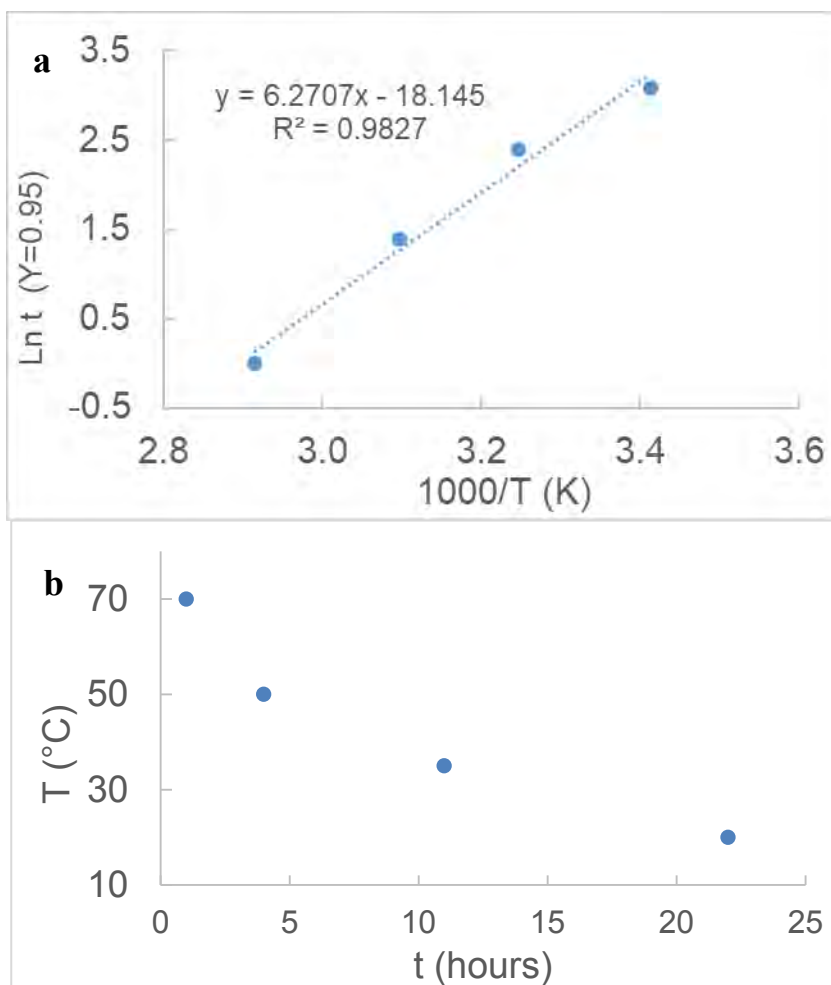 a
3.5
y = 6.2707x - 18.145
R² = 0.9827
2.5
Ln t (Y=0.95)
1.5
0.5
-0.5
2.8 3.0 3.2 3.4 3.6
1000/T (K)
b
70
50
T (°C)
30
10
0 5 10 15 20 25
t (hours)